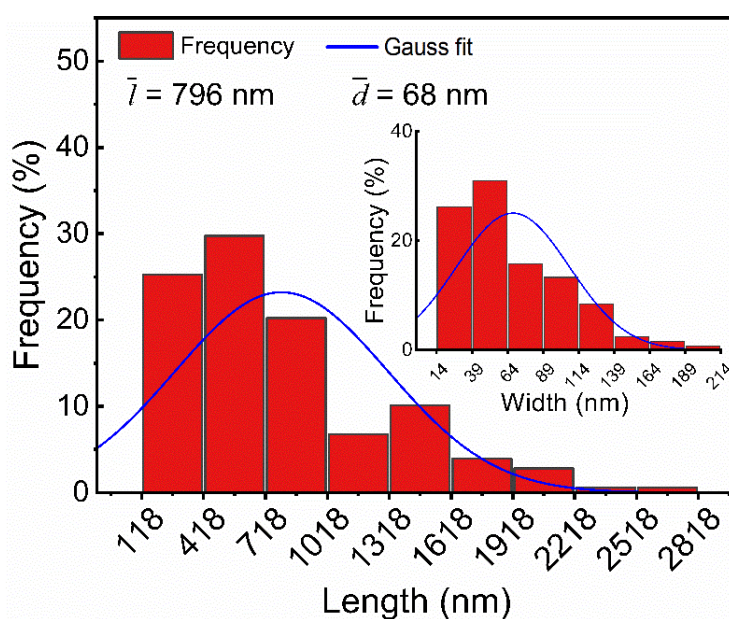 Frequency Gauss fit
l̅ = 796 nm d̅ = 68 nm
Frequency (%)
50
40
30
20
10
0
118 418 718 1018 1318 1618 1918 2218 2518 2818
Length (nm)
Frequency (%)
40
20
0
14 39 64 89 114 139 164 189 214
Width (nm)